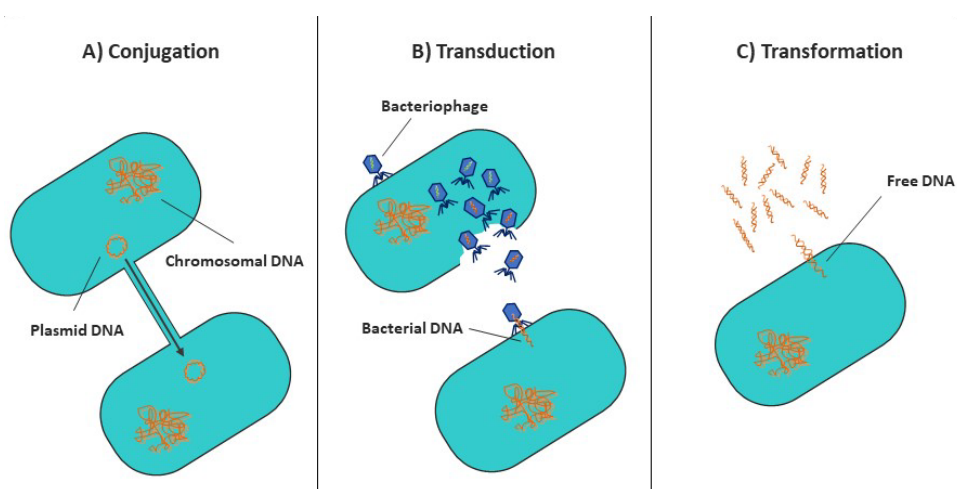 A) Conjugation
Chromosomal DNA
Plasmid DNA
B) Transduction
Bacteriophage
Bacterial DNA
C) Transformation
Free DNA